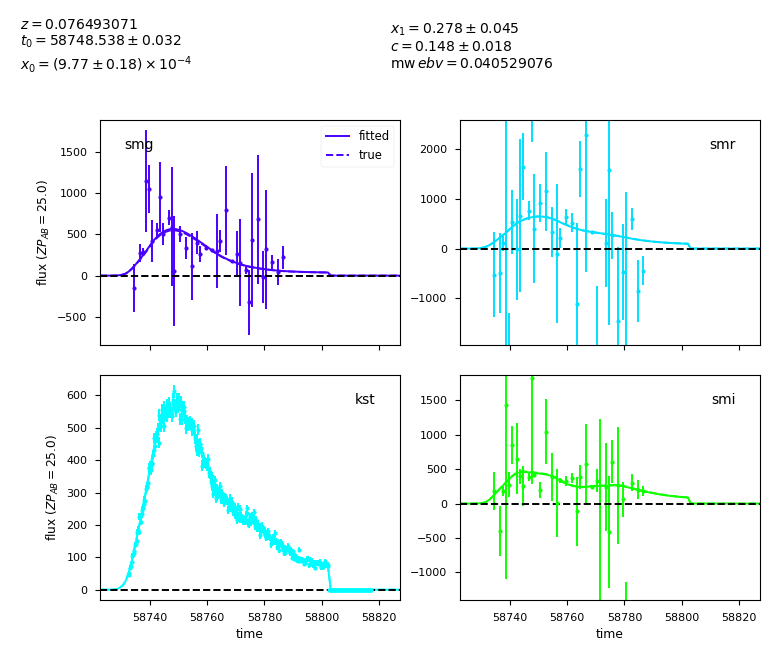 z = 0.076493071
t₀ = 58748.538 ± 0.032
x₀ = (9.77 ± 0.18) × 10⁻⁴
x₁ = 0.278 ± 0.045
c = 0.148 ± 0.018
mw ebv = 0.040529076
smg
fitted
true
1500
1000
500
0
−500
flux (ZP_AB = 25.0)
smr
2000
1000
0
−1000
kst
600
500
400
300
200
100
0
flux (ZP_AB = 25.0)
58740 58760 58780 58800 58820
time
smi
1500
1000
500
0
−500
−1000
58740 58760 58780 58800 58820
time